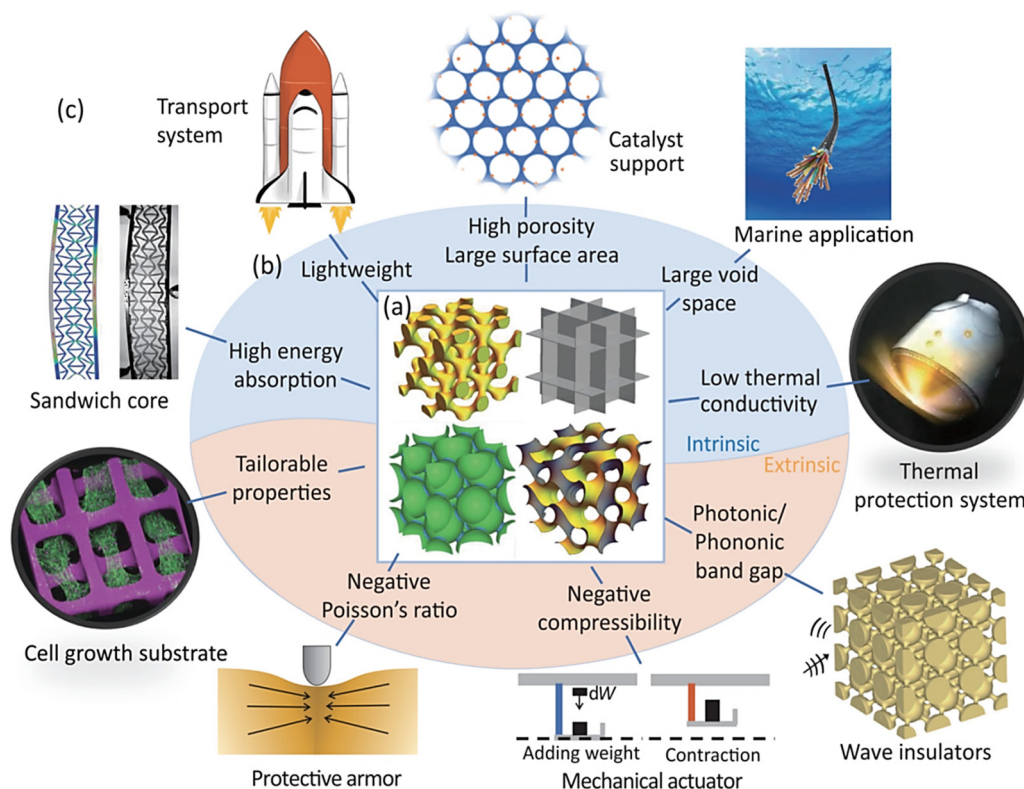 (c)
Transport
system
Catalyst
support
Marine application
(b)
Lightweight
High porosity
Large surface area
Large void
space
(a)
High energy
absorption
Sandwich core
Low thermal
conductivity
Intrinsic
Extrinsic
Thermal
protection system
Tailorable
properties
Cell growth substrate
Photonic/
Phononic
band gap
Negative
Poisson's ratio
Negative
compressibility
dW
Adding weight
Contraction
Protective armor
Mechanical actuator
Wave insulators